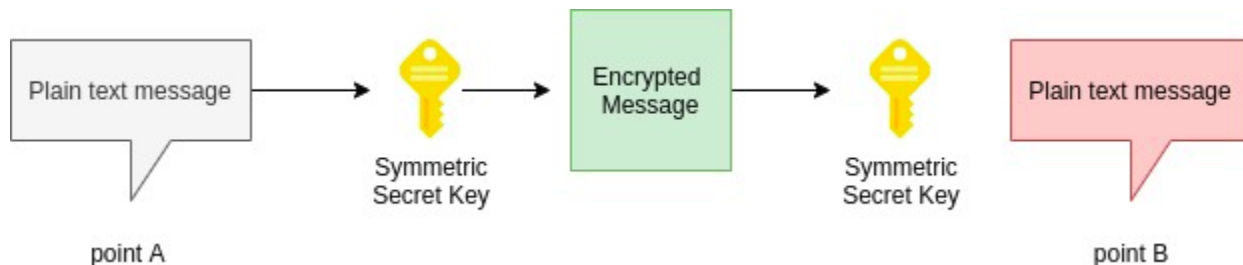 Plain text message
Symmetric
Secret Key
Encrypted
Message
Symmetric
Secret Key
Plain text message
point A
point B